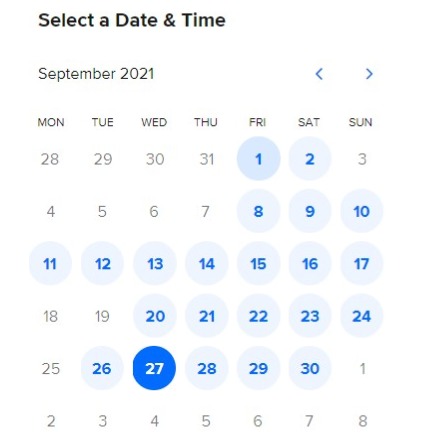 Select a Date & Time
September 2021
MON TUE WED THU FRI SAT SUN
28 29 30 31 1 2 3
4 5 6 7 8 9 10
11 12 13 14 15 16 17
18 19 20 21 22 23 24
25 26 27 28 29 30 1
2 3 4 5 6 7 8